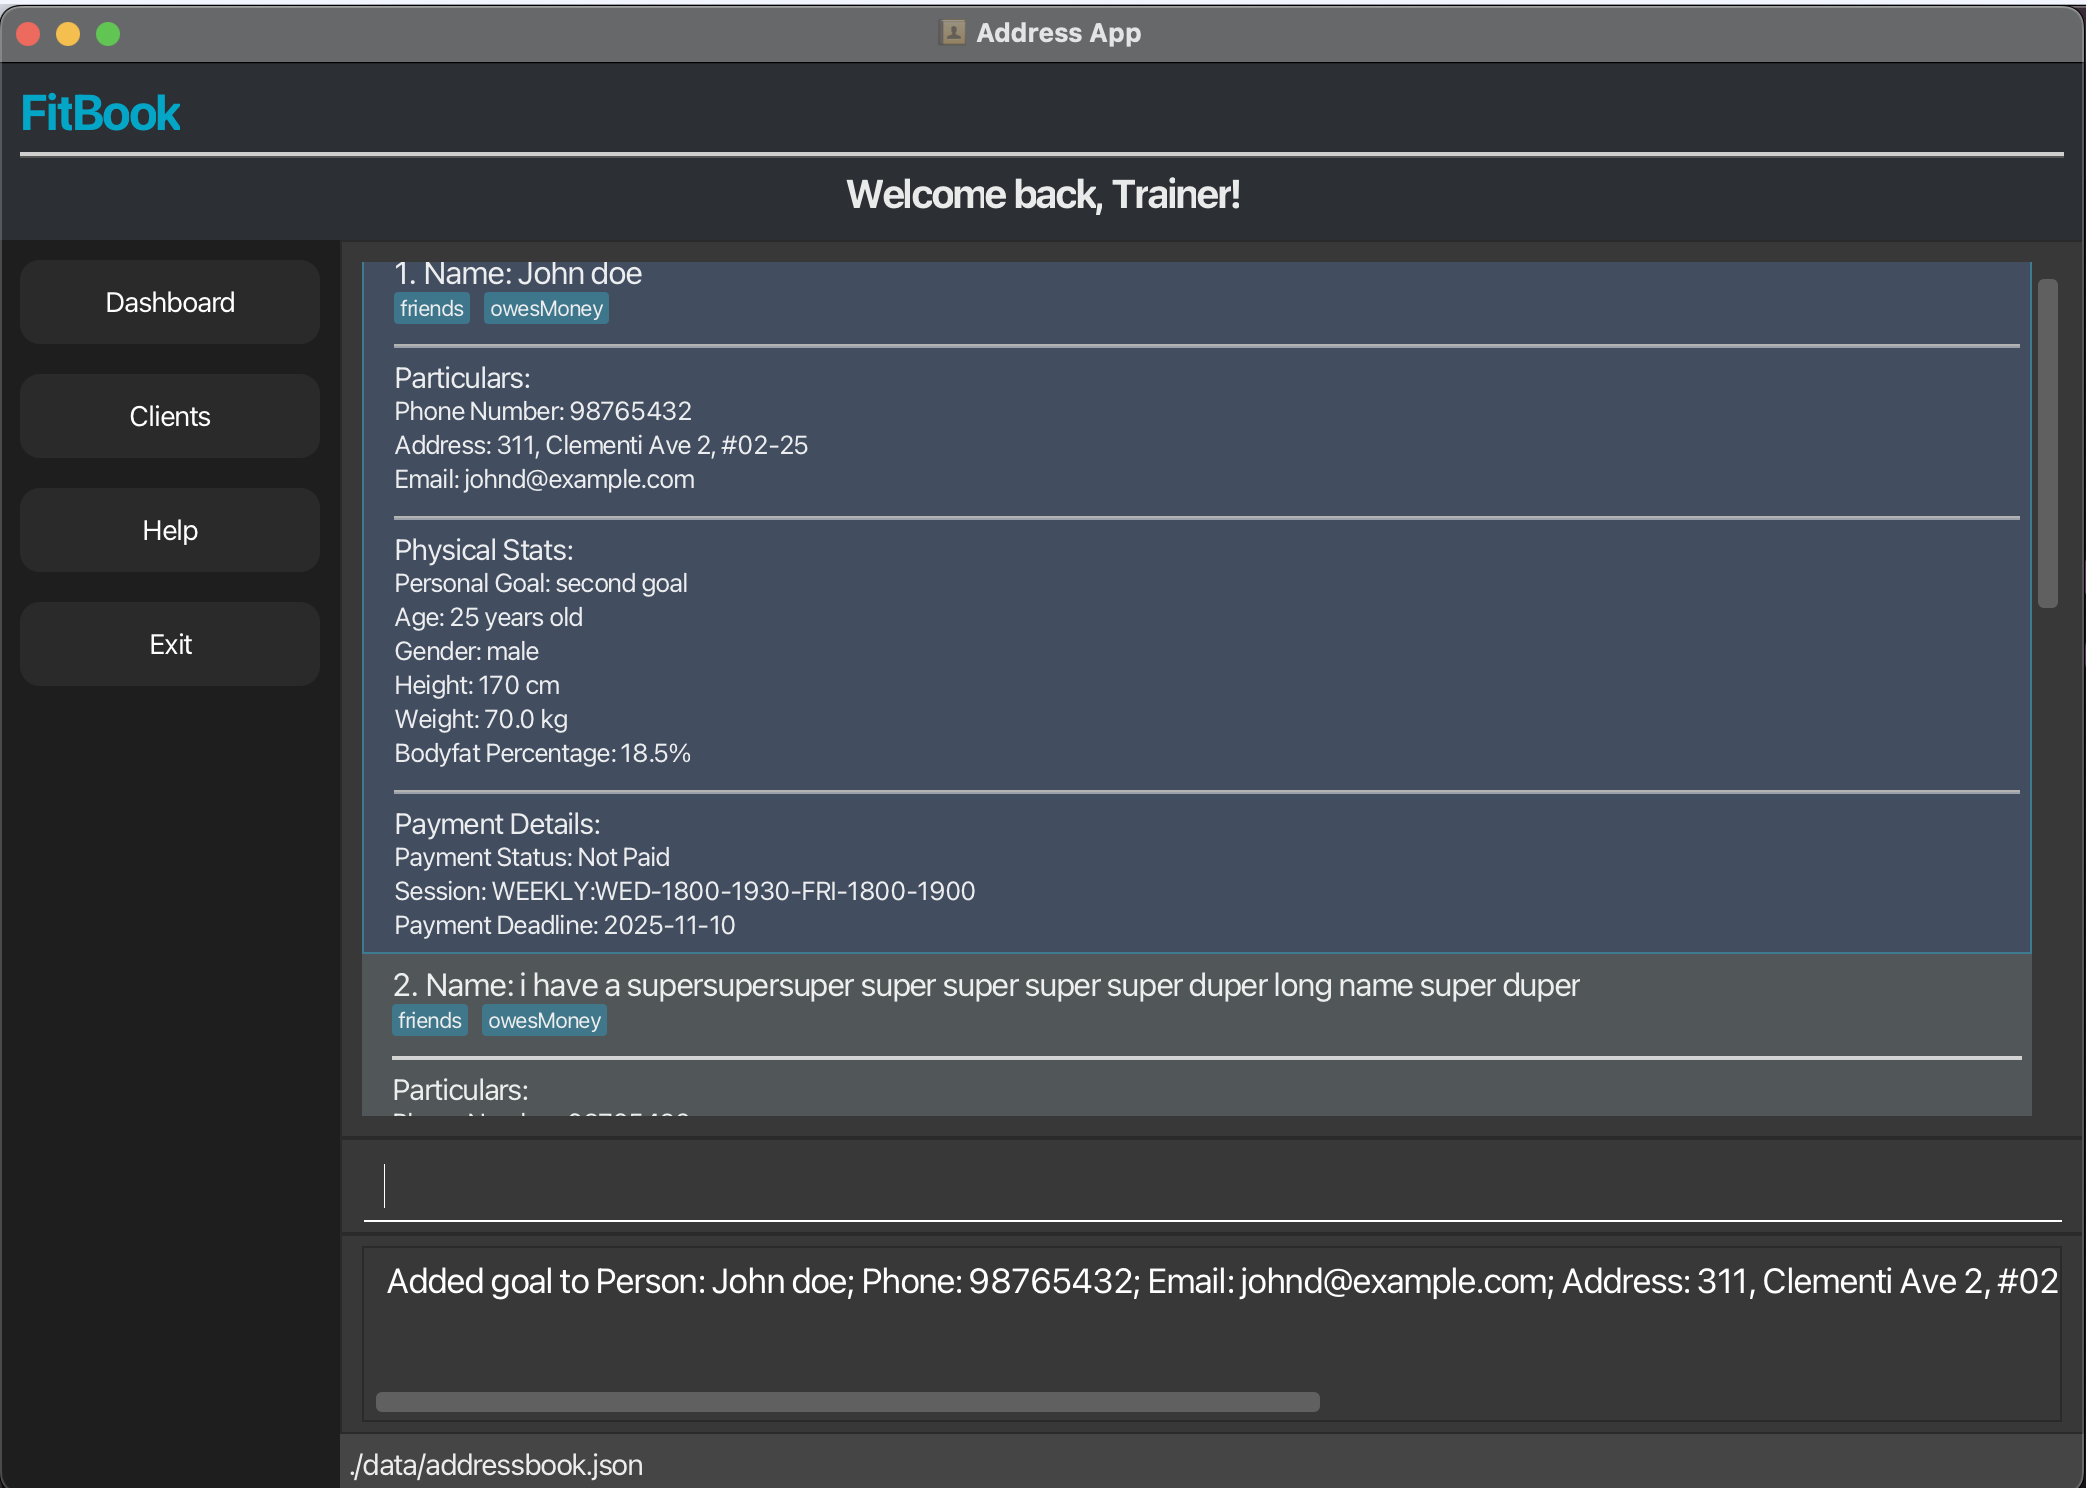 Address App
FitBook
Welcome back, Trainer!
Dashboard
Clients
Help
Exit
1. Name: John doe
friends owesMoney
Particulars:
Phone Number: 98765432
Address: 311, Clementi Ave 2, #02-25
Email: johnd@example.com
Physical Stats:
Personal Goal: second goal
Age: 25 years old
Gender: male
Height: 170 cm
Weight: 70.0 kg
Bodyfat Percentage: 18.5%
Payment Details:
Payment Status: Not Paid
Session: WEEKLY:WED-1800-1930-FRI-1800-1900
Payment Deadline: 2025-11-10
2. Name: i have a supersupersuper super super super super duper long name super duper
friends owesMoney
Particulars:
Added goal to Person: John doe; Phone: 98765432; Email: johnd@example.com; Address: 311, Clementi Ave 2, #02
./data/addressbook.json